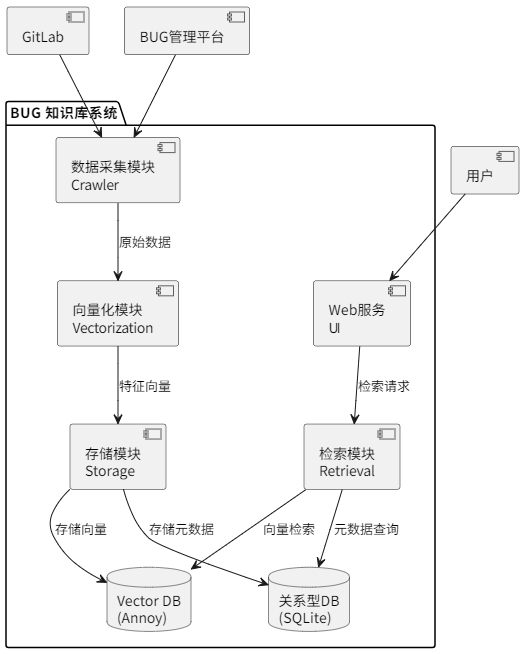 GitLab
BUG管理平台
BUG 知识库系统
数据采集模块
Crawler
用户
原始数据
向量化模块
Vectorization
Web服务
UI
特征向量
检索请求
存储模块
Storage
检索模块
Retrieval
存储向量
存储元数据
向量检索
元数据查询
Vector DB
(Annoy)
关系型DB
(SQLite)